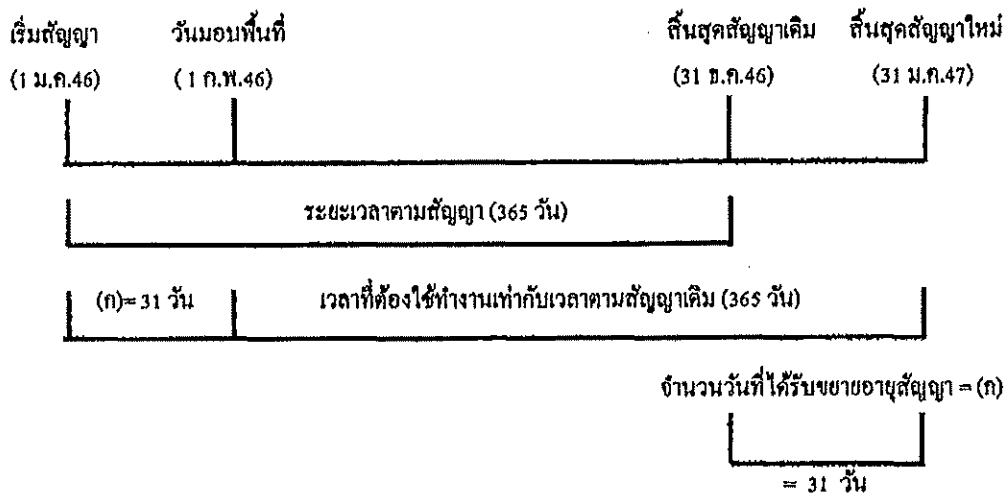 เริ่มสัญญา วันมอบพื้นที่ สิ้นสุดสัญญาเดิม สิ้นสุดสัญญาใหม่
(1 ม.ค.46) (1 ก.พ.46) (31 ธ.ค.46) (31 ม.ค.47)
ระยะเวลาตามสัญญา (365 วัน)
(ก)= 31 วัน เวลาที่ต้องใช้ทำงานเท่ากับเวลาตามสัญญาเดิม (365 วัน)
จำนวนวันที่ได้รับขยายอายุสัญญา = (ก)
= 31 วัน